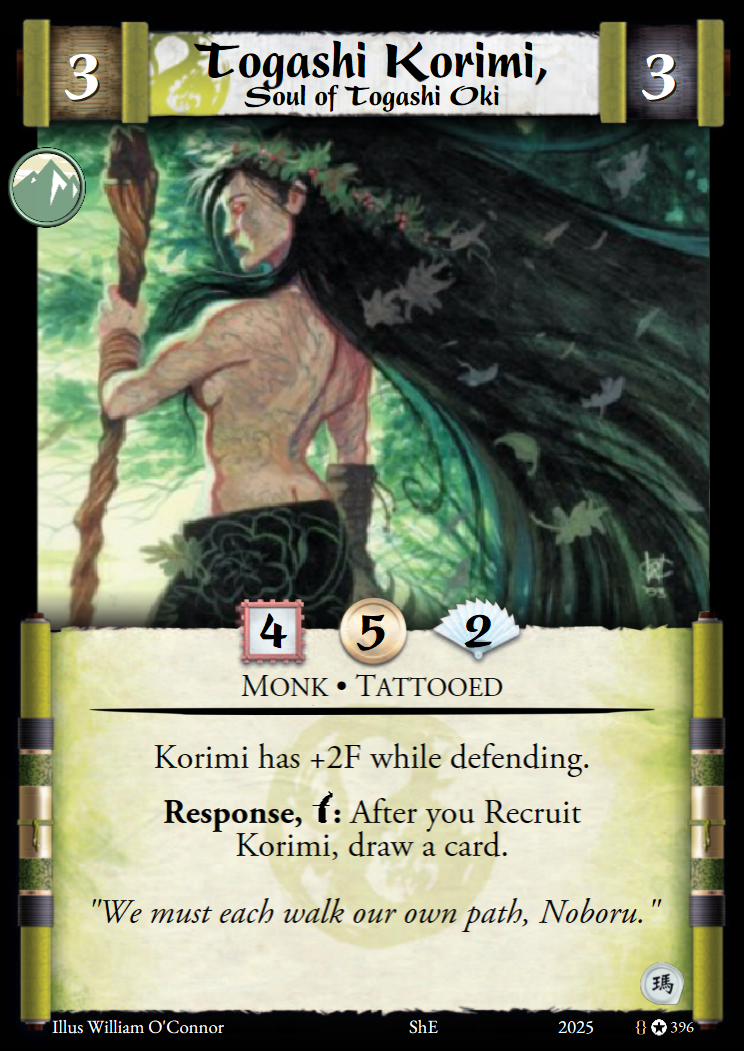 3
Togashi Korimi,
3
Soul of Togashi Oki
4
5
2
MONK • TATTOOED
Korimi has +2F while defending.
Response, : After you Recruit
Korimi, draw a card.
"We must each walk our own path, Noboru."
瑪
Illus William O'Connor
ShE
2025
{} ✪ 396